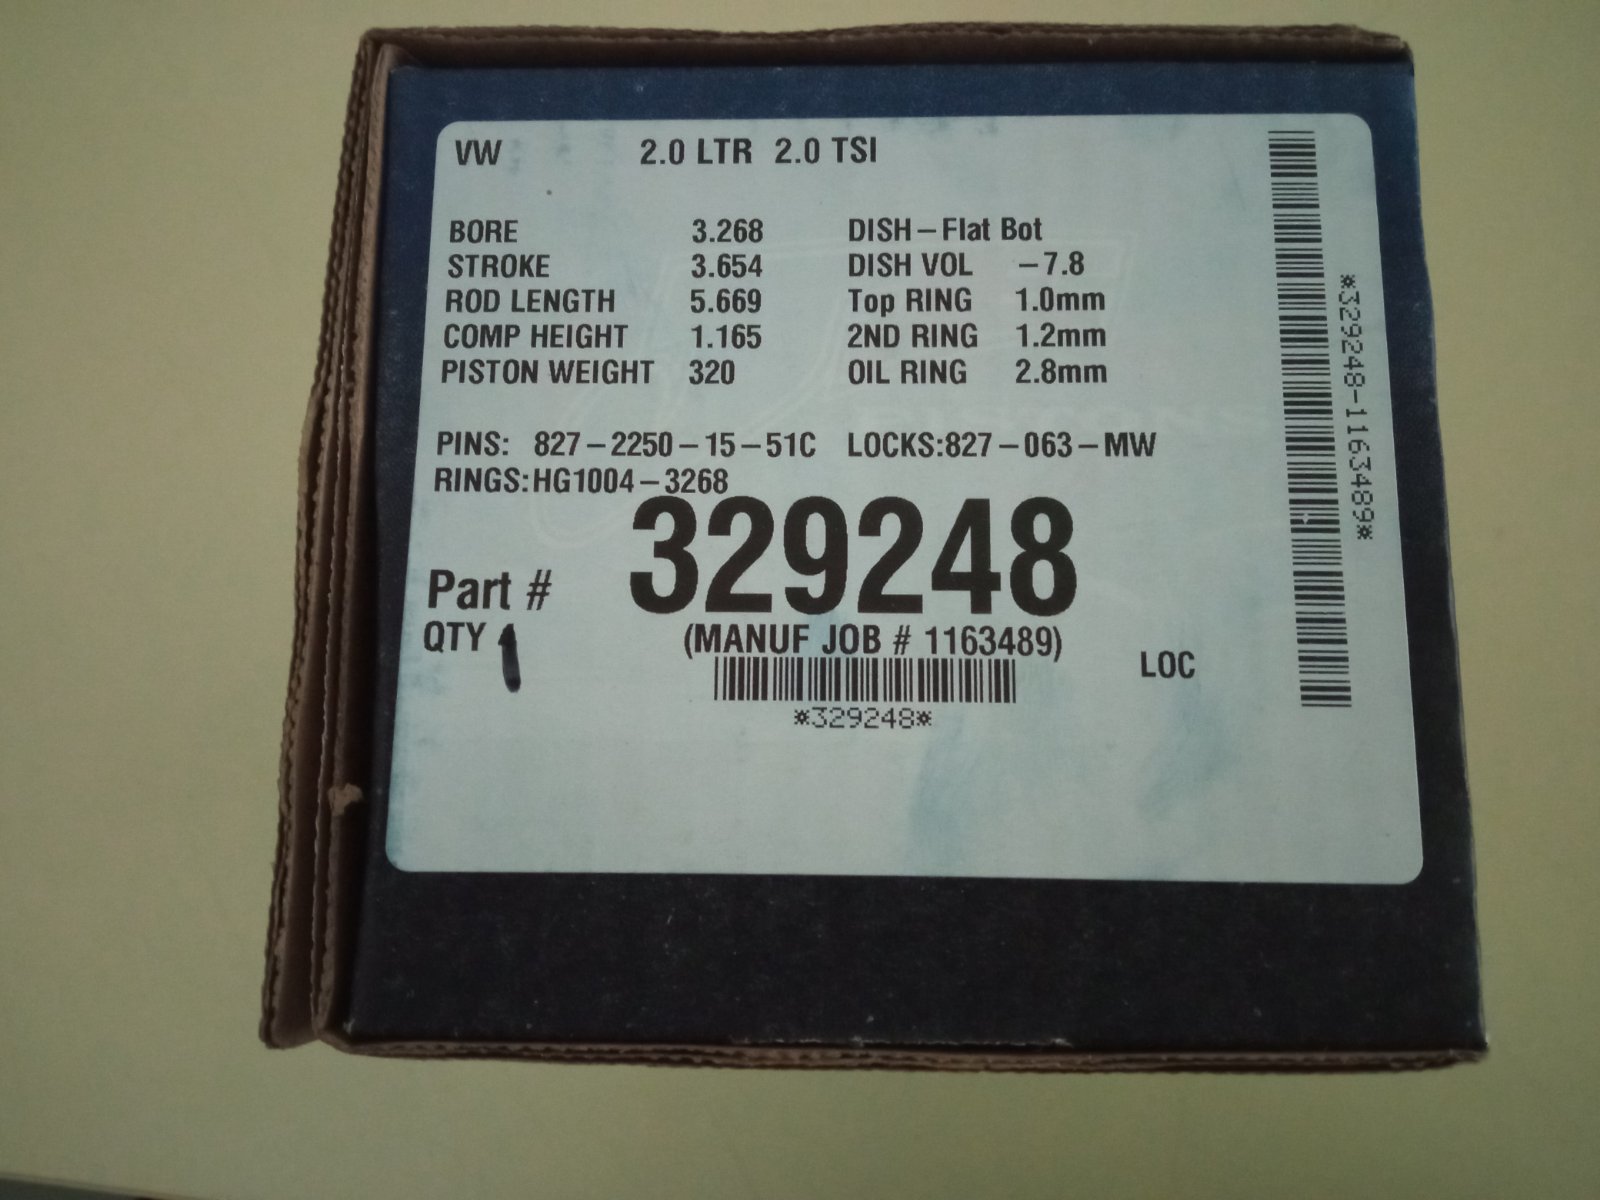 VW 2.0 LTR 2.0 TSI
BORE 3.268 DISH-Flat Bot
STROKE 3.654 DISH VOL -7.8
ROD LENGTH 5.669 Top RING 1.0mm
COMP HEIGHT 1.165 2ND RING 1.2mm
PISTON WEIGHT 320 OIL RING 2.8mm
PINS: 827-2250-15-51C LOCKS:827-063-MW
RINGS:HG1004-3268
Part # 329248
QTY 1 (MANUF JOB # 1163489)
LOC
*329248*
*329248-1163489*